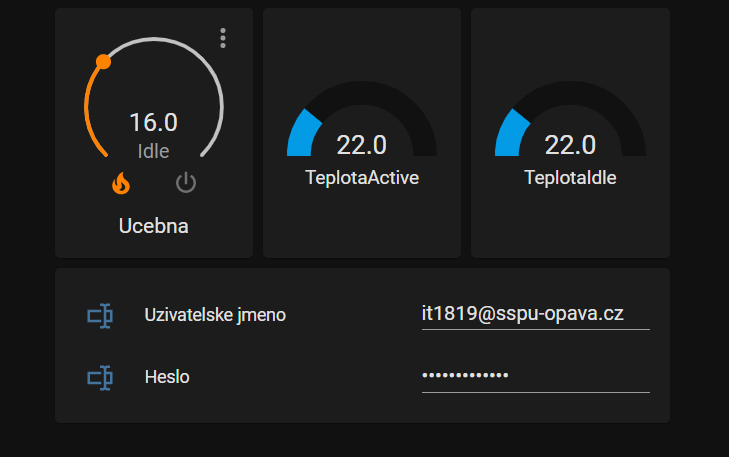 16.0
Idle
Ucebna
22.0
TeplotaActive
22.0
TeplotaIdle
Uzivatelske jmeno
it1819@sspu-opava.cz
Heslo
•••••••••••••